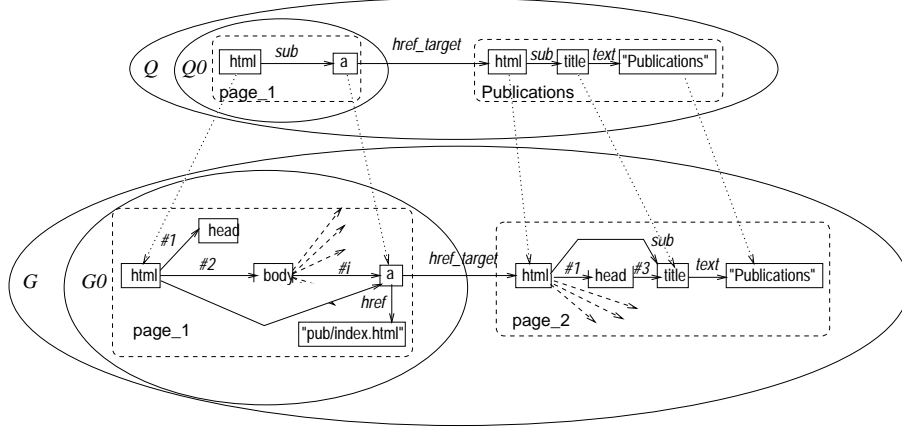 Q Q0 html sub a href_target html sub title text "Publications"
page_1 Publications
#1 head
html #2 body #i a href_target html #1 head #3 title text "Publications"
sub
G G0
href
page_1 "pub/index.html" page_2